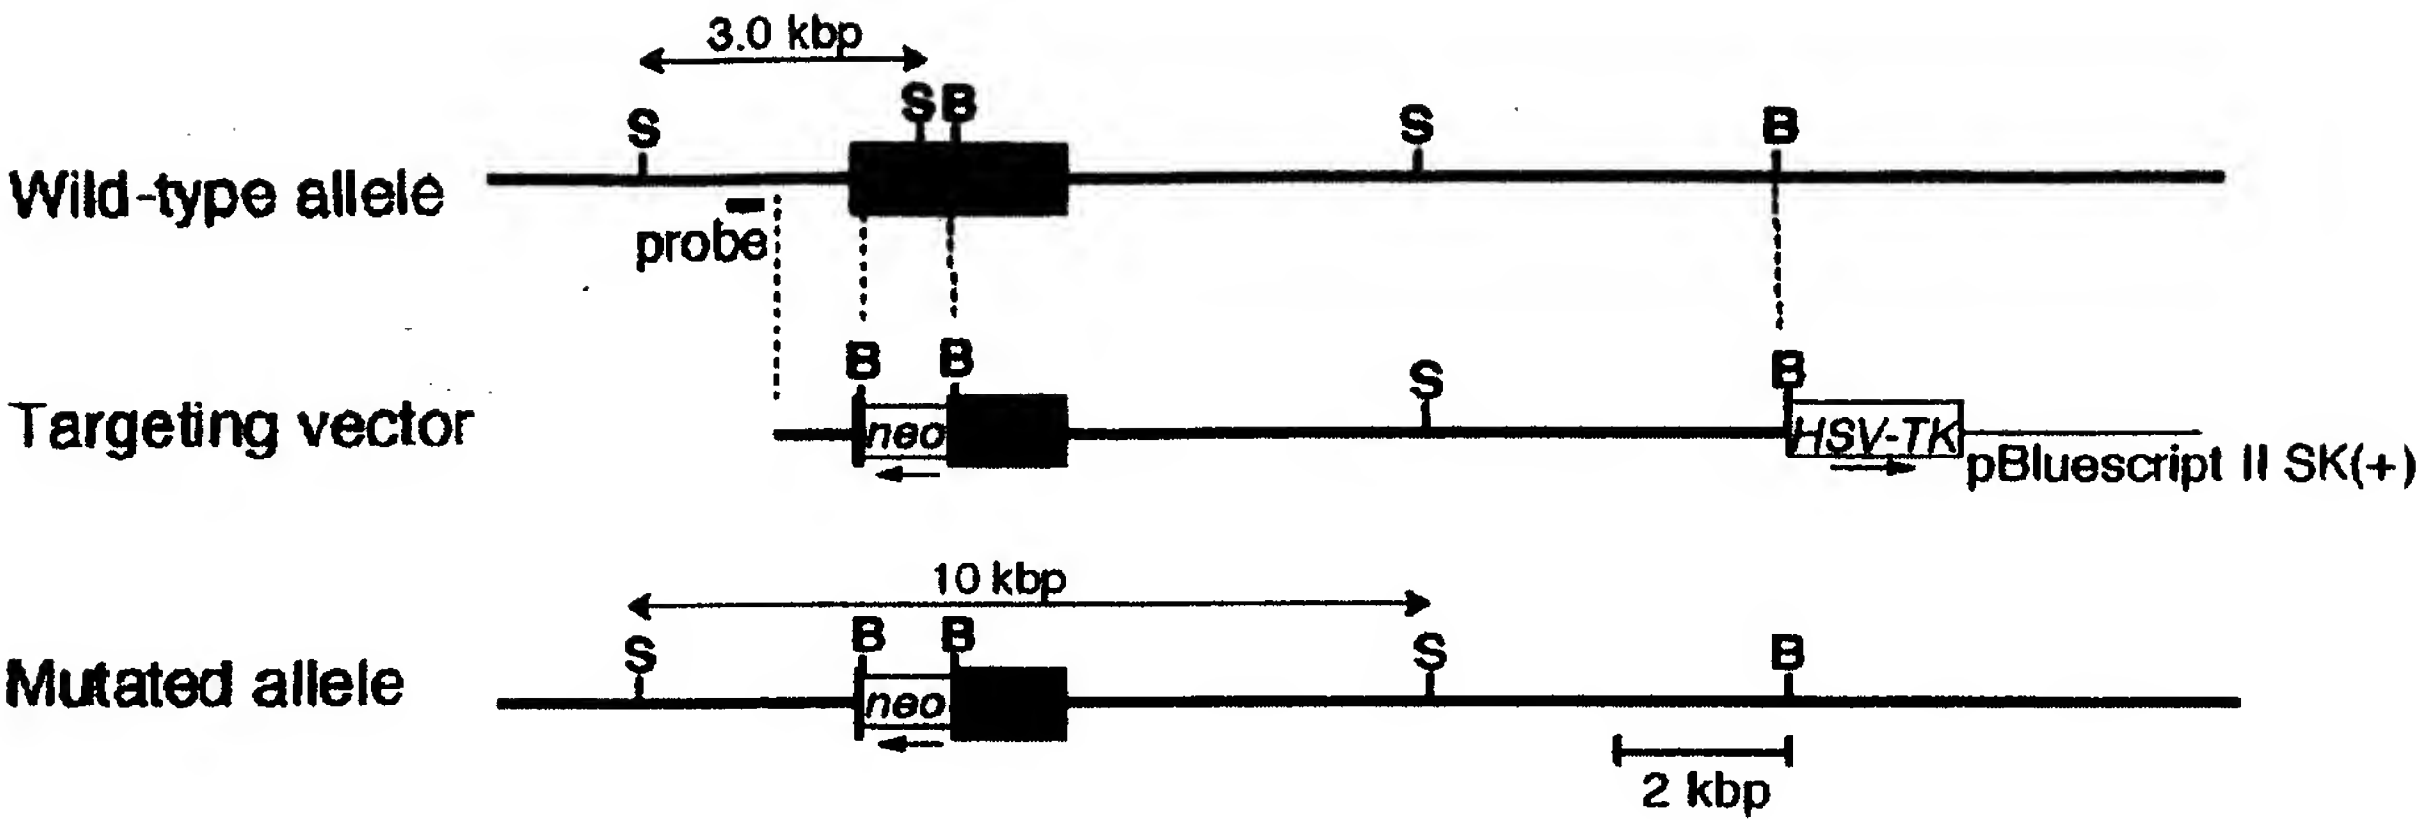 3.0 kbp
S S B S B
Wild-type allele
probe
B B S B
Targeting vector neo HSV-TK
pBluescript II SK(+)
10 kbp
S B B S B
Mutated allele neo
2 kbp